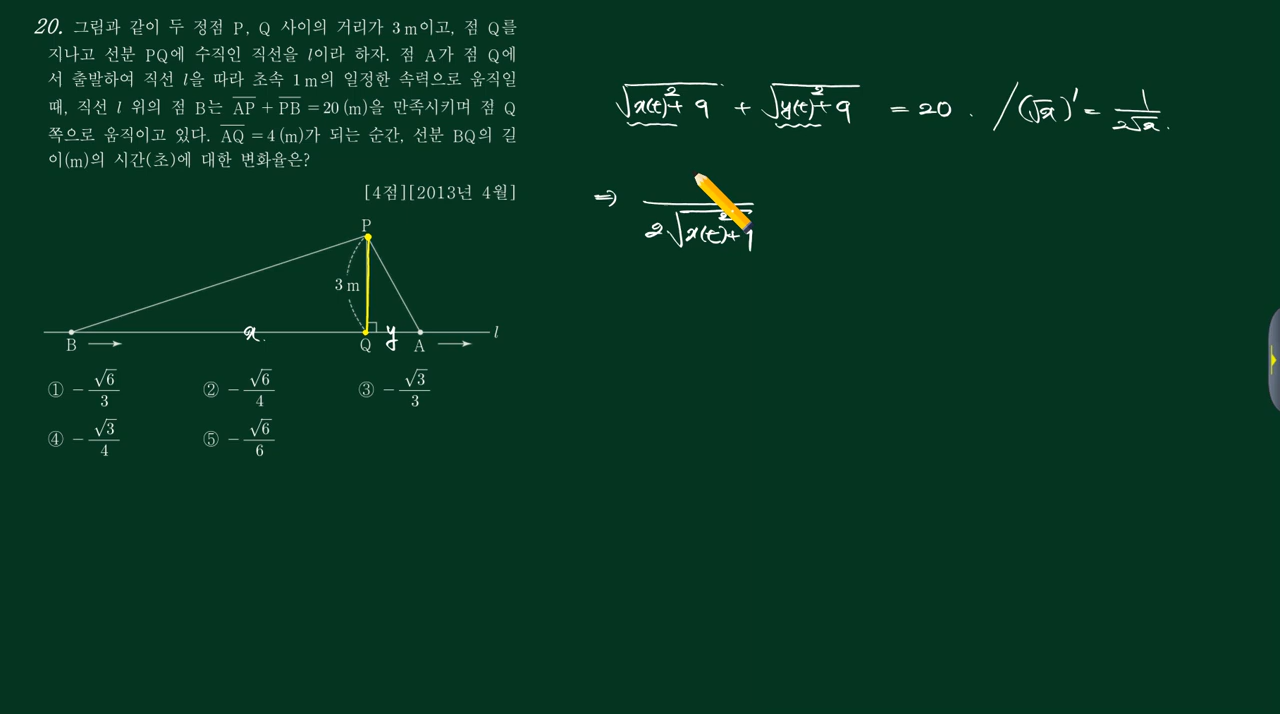 20. 그림과 같이 두 정점 P, Q 사이의 거리가 3 m이고, 점 Q를
지나고 선분 PQ에 수직인 직선을 l이라 하자. 점 A가 점 Q에
서 출발하여 직선 l을 따라 초속 1 m의 일정한 속력으로 움직일
때, 직선 l 위의 점 B는 \overline{AP} + \overline{PB} = 20 (m)을 만족시키며 점 Q
쪽으로 움직이고 있다. \overline{AQ} = 4 (m)가 되는 순간, 선분 BQ의 길
이(m)의 시간(초)에 대한 변화율은?
[4점][2013년 4월]
√(x(t)²+9) + √(y(t)²+9) = 20 . / (√x)′ = 1/(2√x) .
⇒ 2√(x(t)²+
P
3 m
x
y
B
Q
A
l
① −√6/3 ② −√6/4 ③ −√3/3
④ −√3/4 ⑤ −√6/6